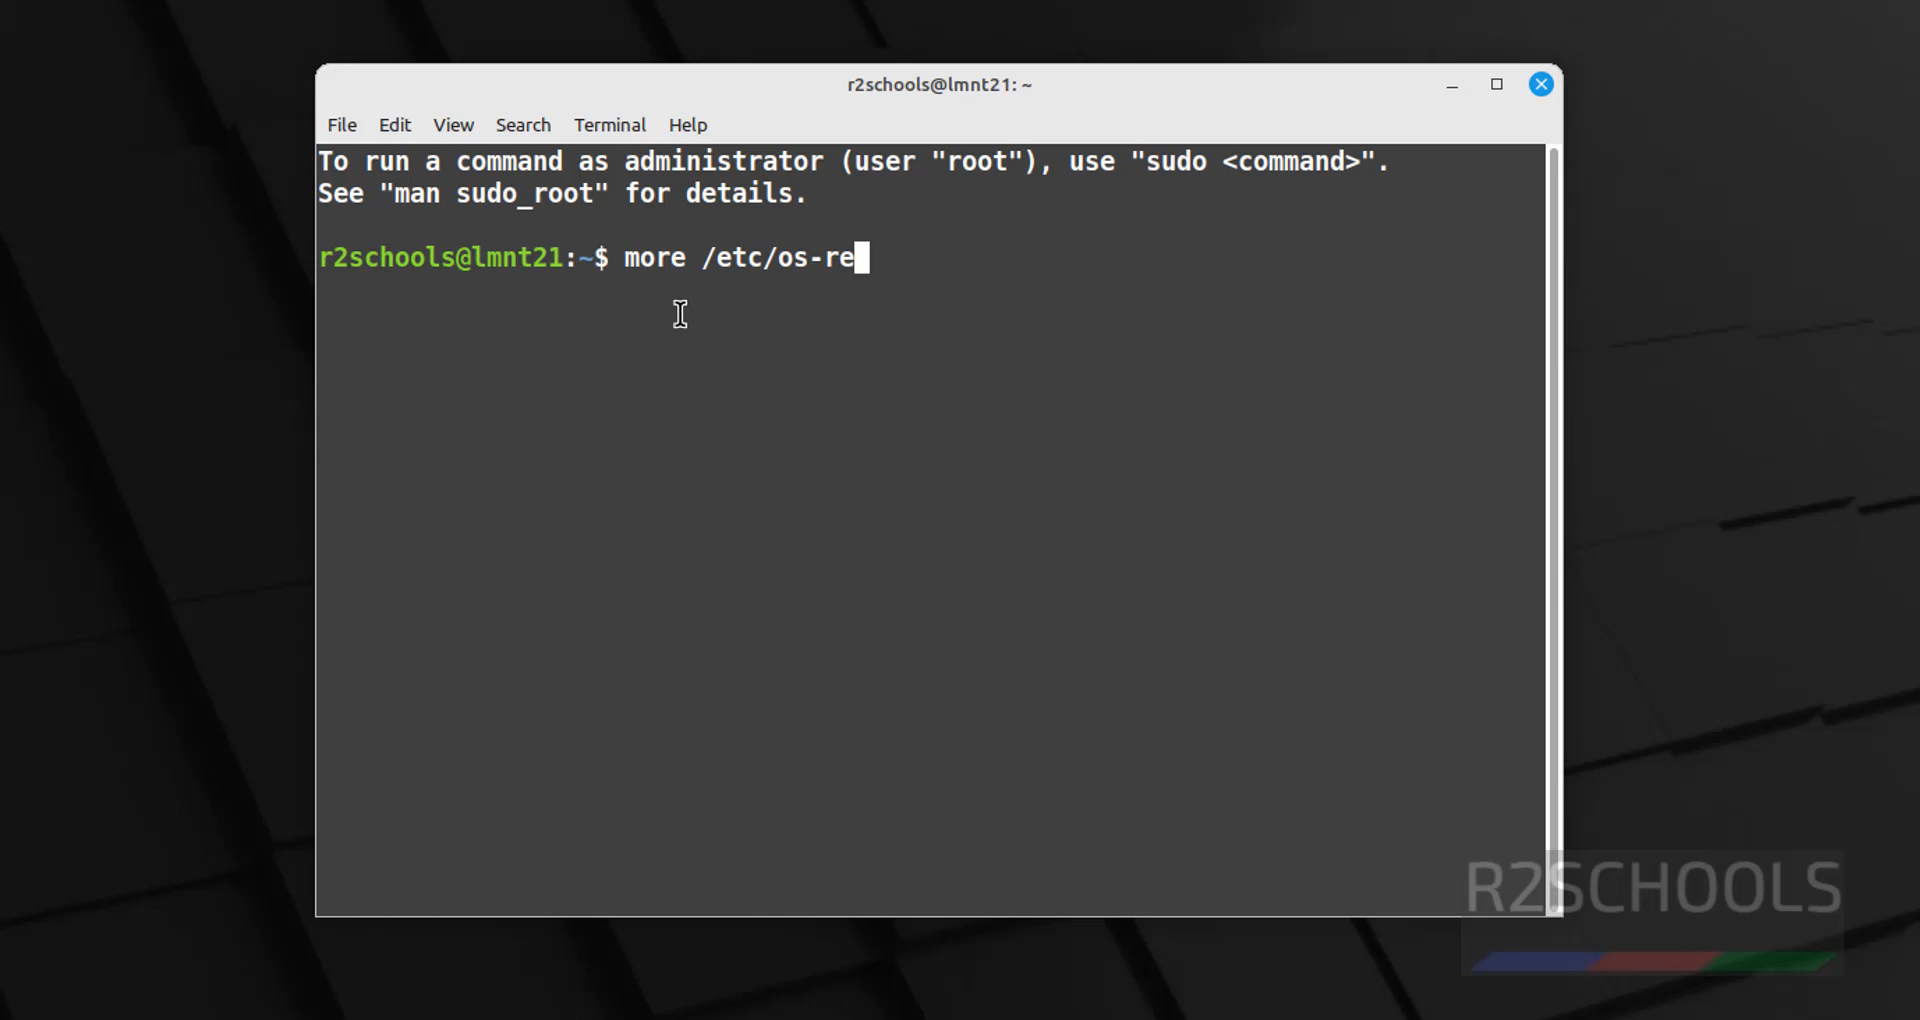 r2schools@lmnt21: ~
File Edit View Search Terminal Help
To run a command as administrator (user "root"), use "sudo <command>".
See "man sudo_root" for details.
r2schools@lmnt21:~$ more /etc/os-re
R2SCHOOLS